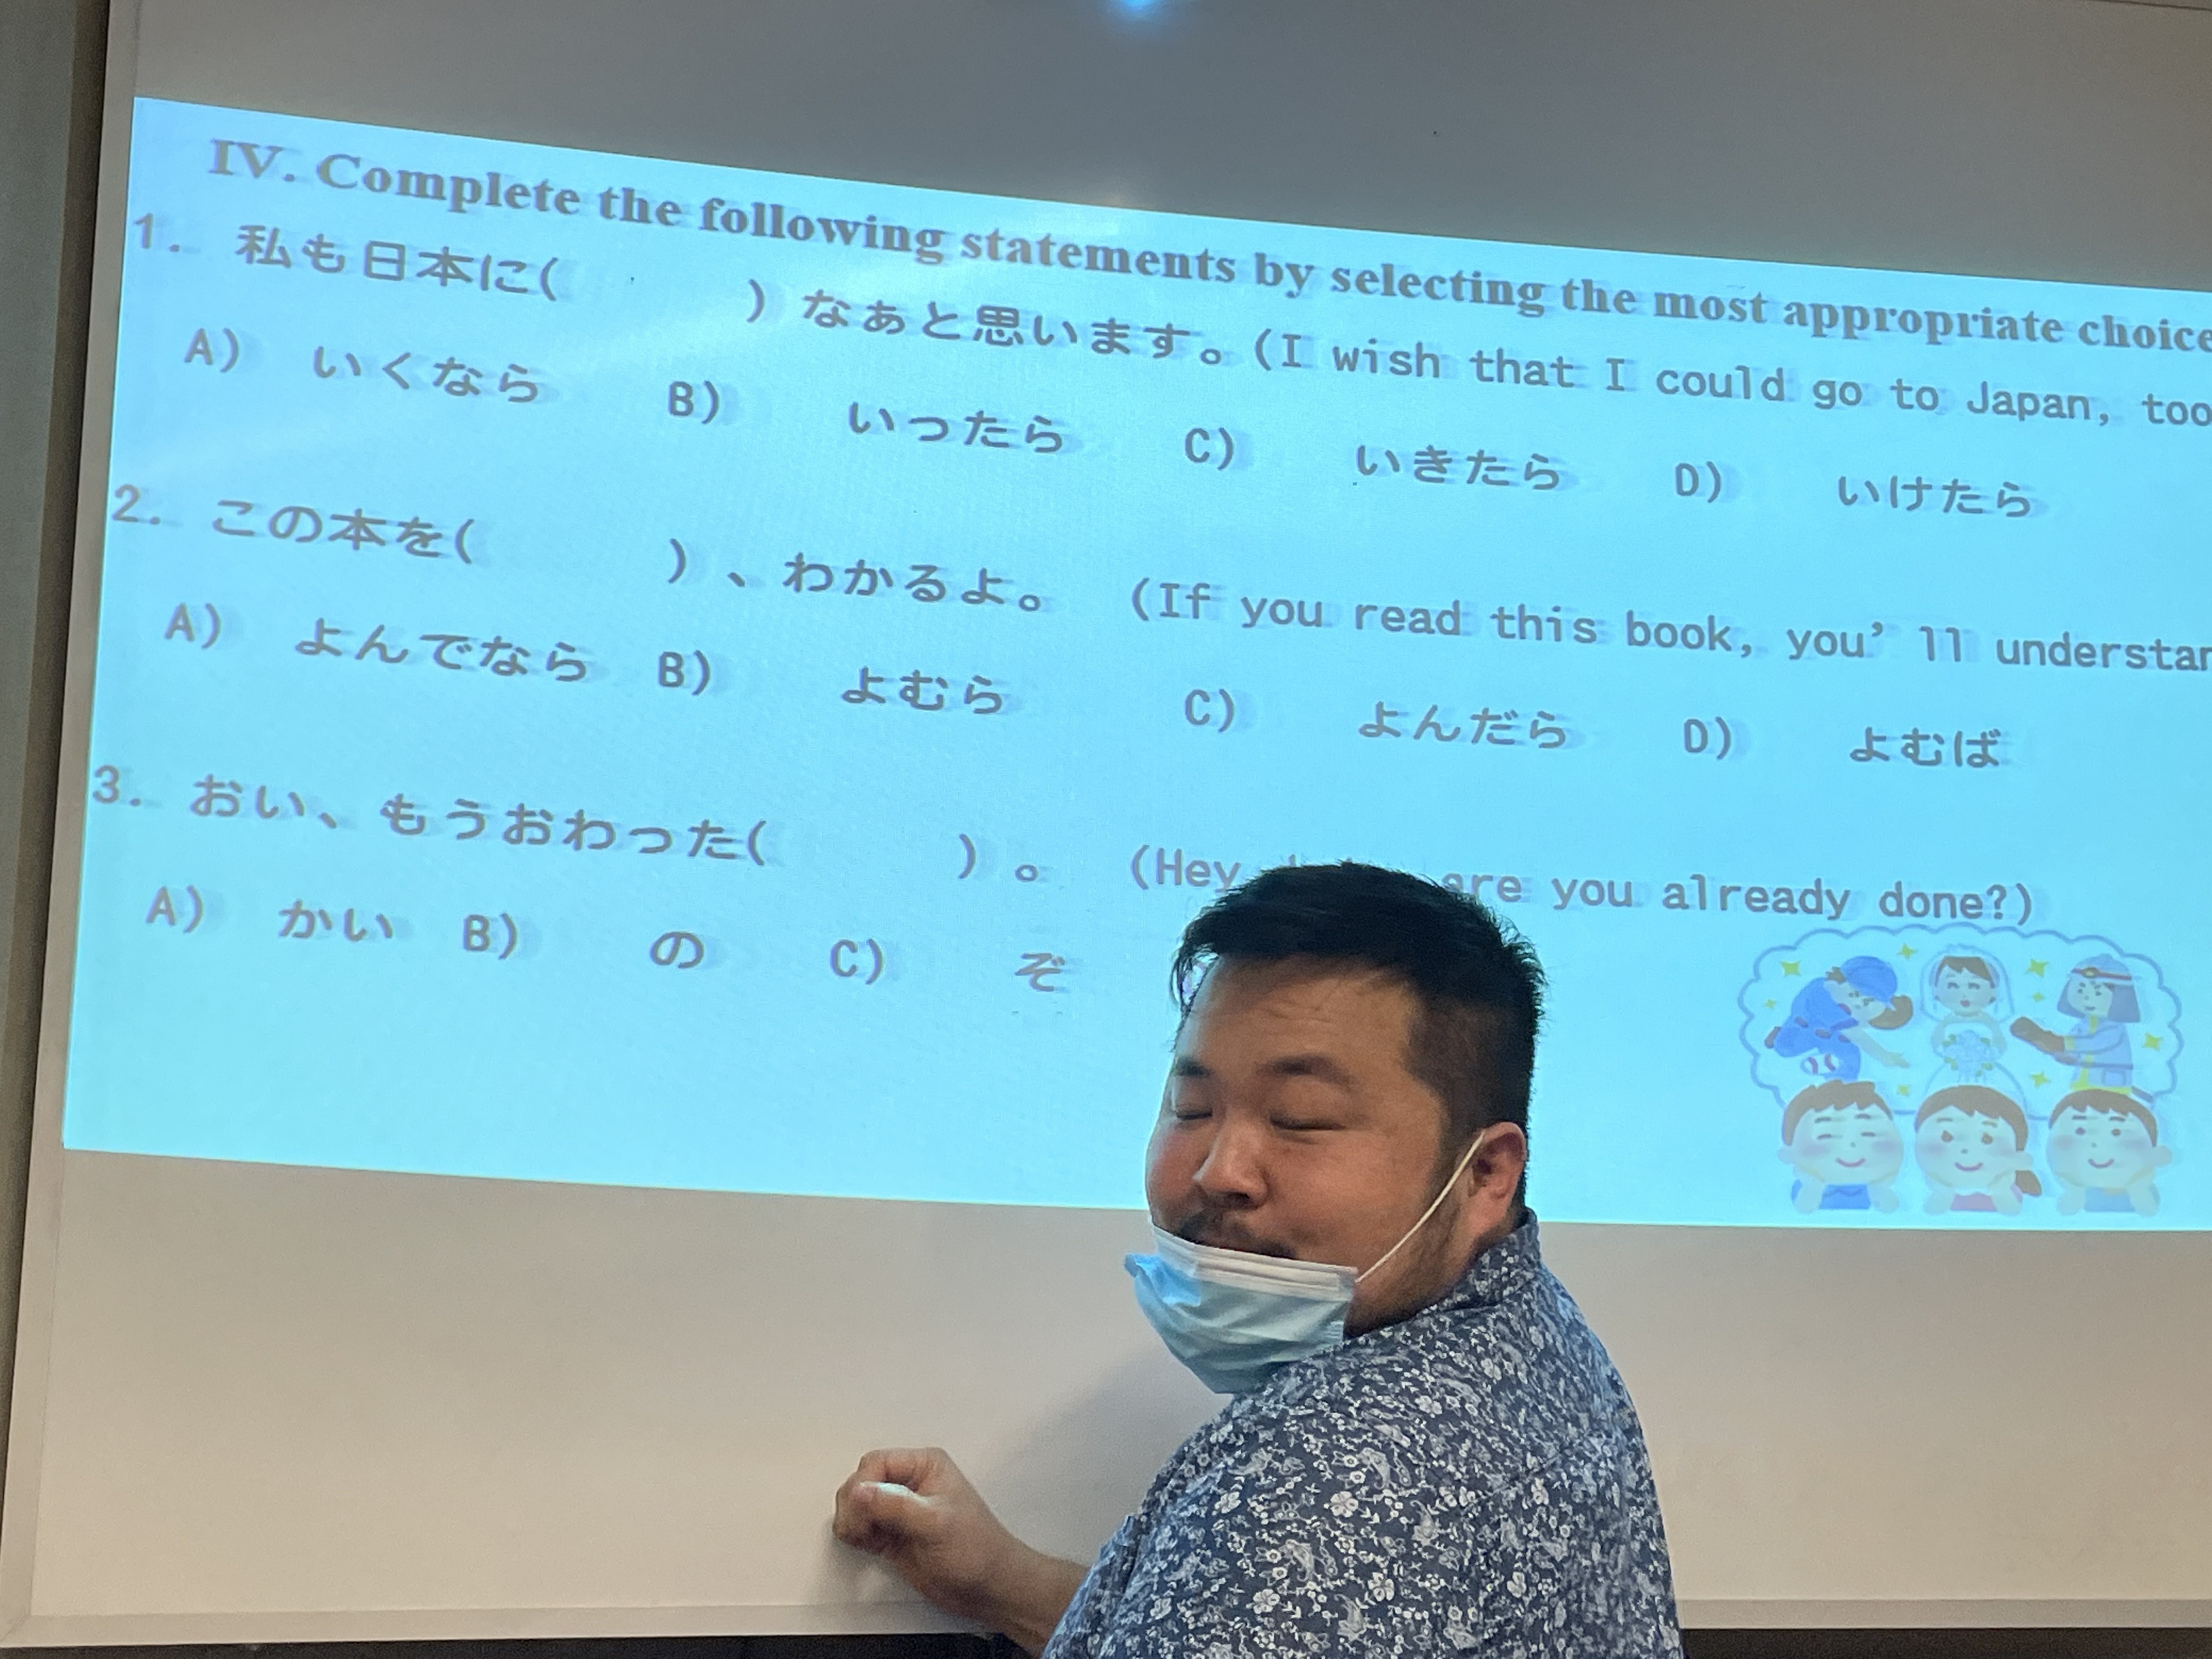 IV. Complete the following statements by selecting the most appropriate choice
1. 私も日本に(　　　)なぁと思います。(I wish that I could go to Japan, too
A) いくなら B) いったら C) いきたら D) いけたら
2. この本を(　　　)、わかるよ。 (If you read this book, you'll
A) よんでなら B) よむら C) よんだら D) よむば
3. おい、もうおわった(　　　)。 (Hey are you already done?)
A) かい B) の C) ぞ